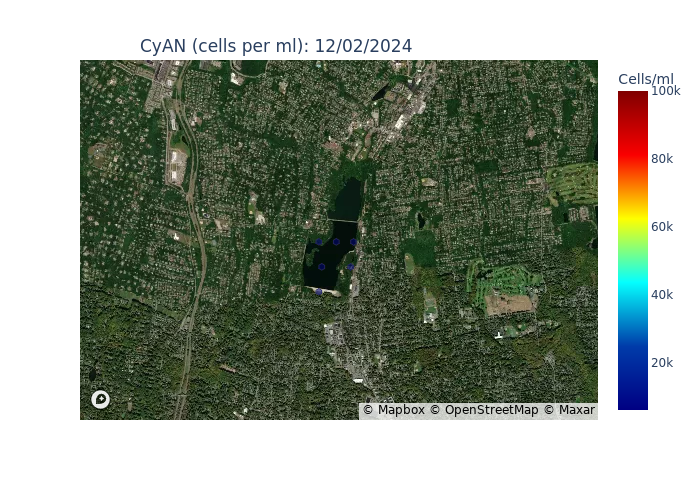 CyAN (cells per ml): 12/02/2024
Cells/ml
100k
80k
60k
40k
20k
© Mapbox © OpenStreetMap © Maxar